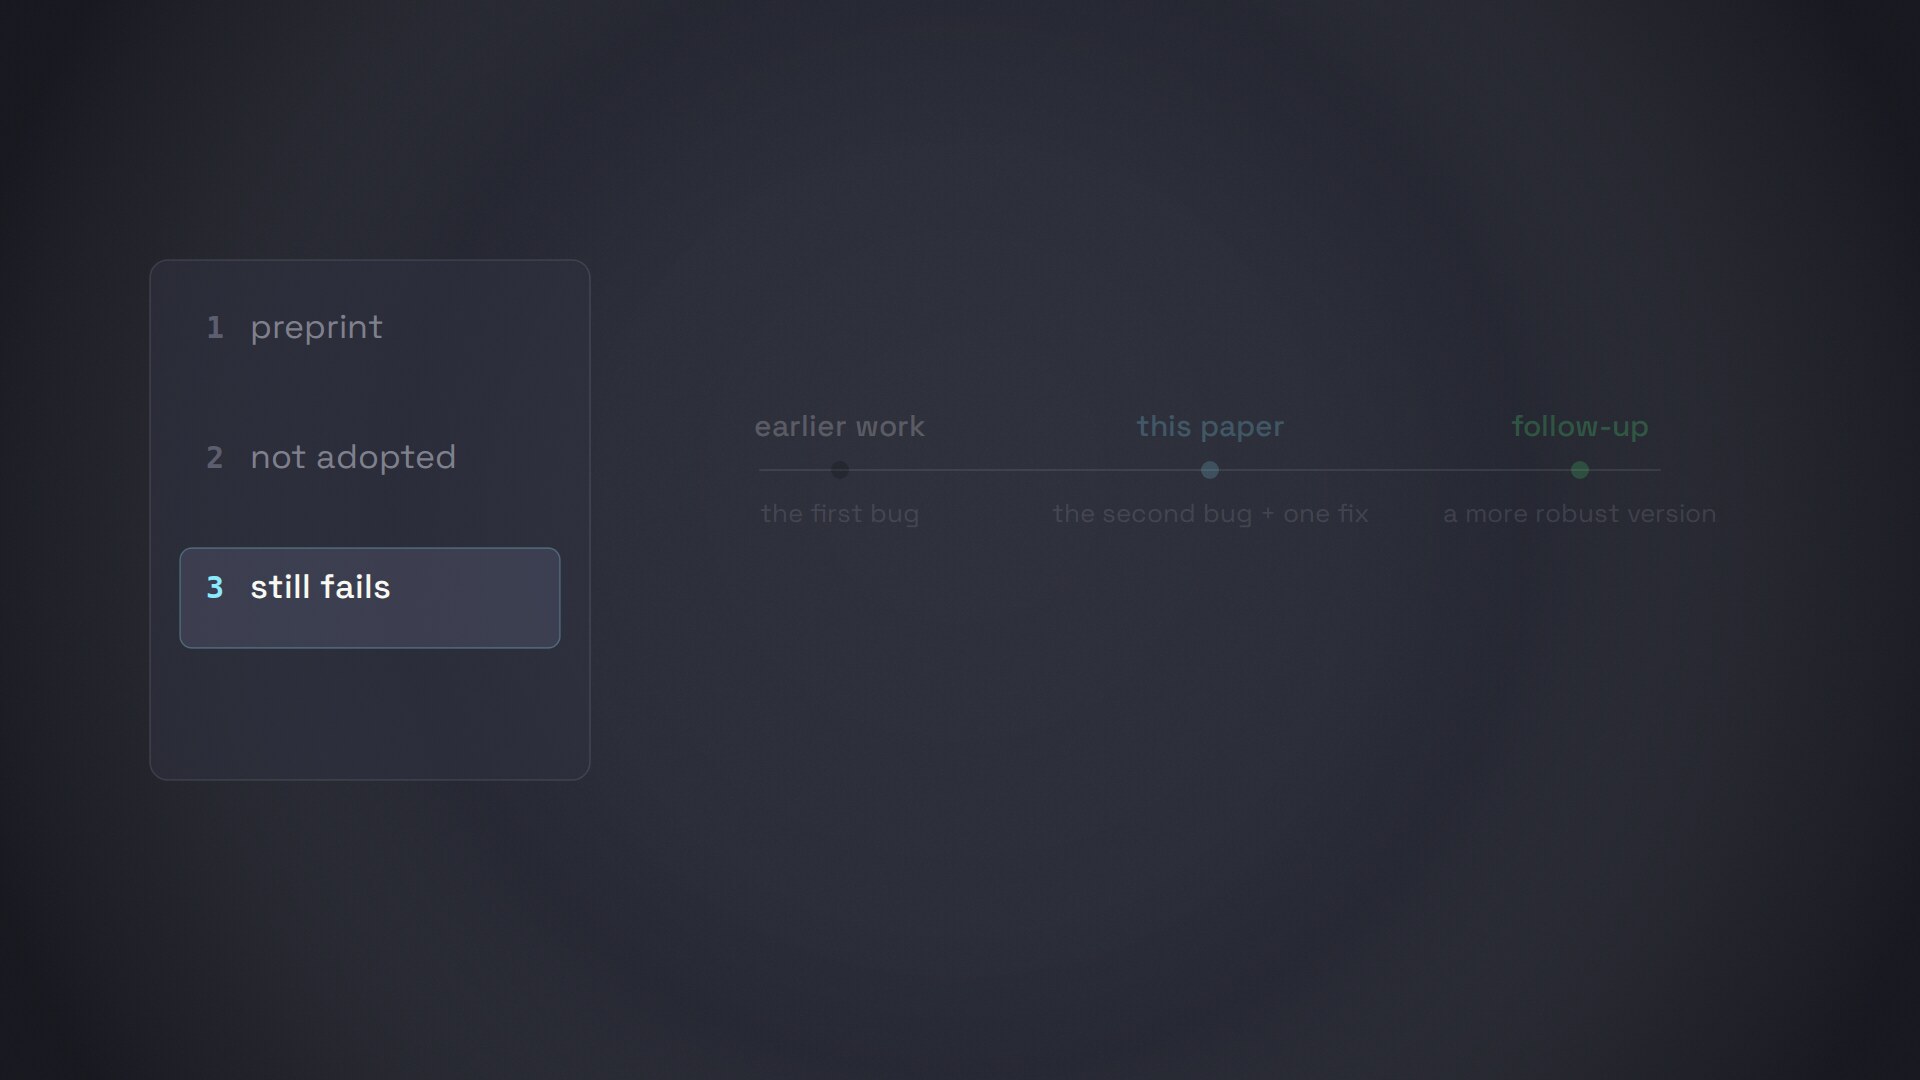 1 preprint
2 not adopted
3 still fails
earlier work
this paper
follow-up
the first bug
the second bug + one fix
a more robust version